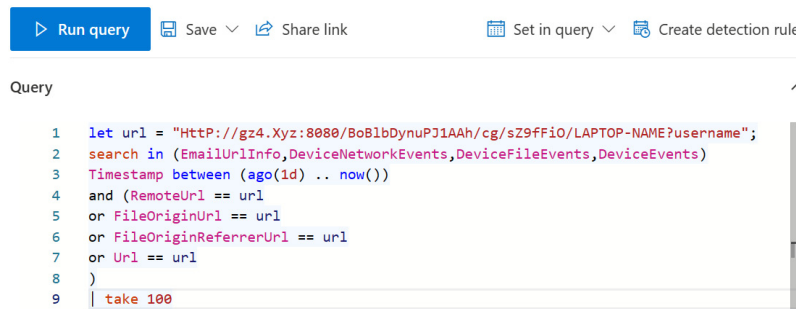 Run query Save Share link Set in query Create detection rule
Query
1 let url = "HttP://gz4.Xyz:8080/BoBlbDynuPJ1AAh/cg/sZ9fFiO/LAPTOP-NAME?username";
2 search in (EmailUrlInfo,DeviceNetworkEvents,DeviceFileEvents,DeviceEvents)
3 Timestamp between (ago(1d) .. now())
4 and (RemoteUrl == url
5 or FileOriginUrl == url
6 or FileOriginReferrerUrl == url
7 or Url == url
8 )
9 | take 100